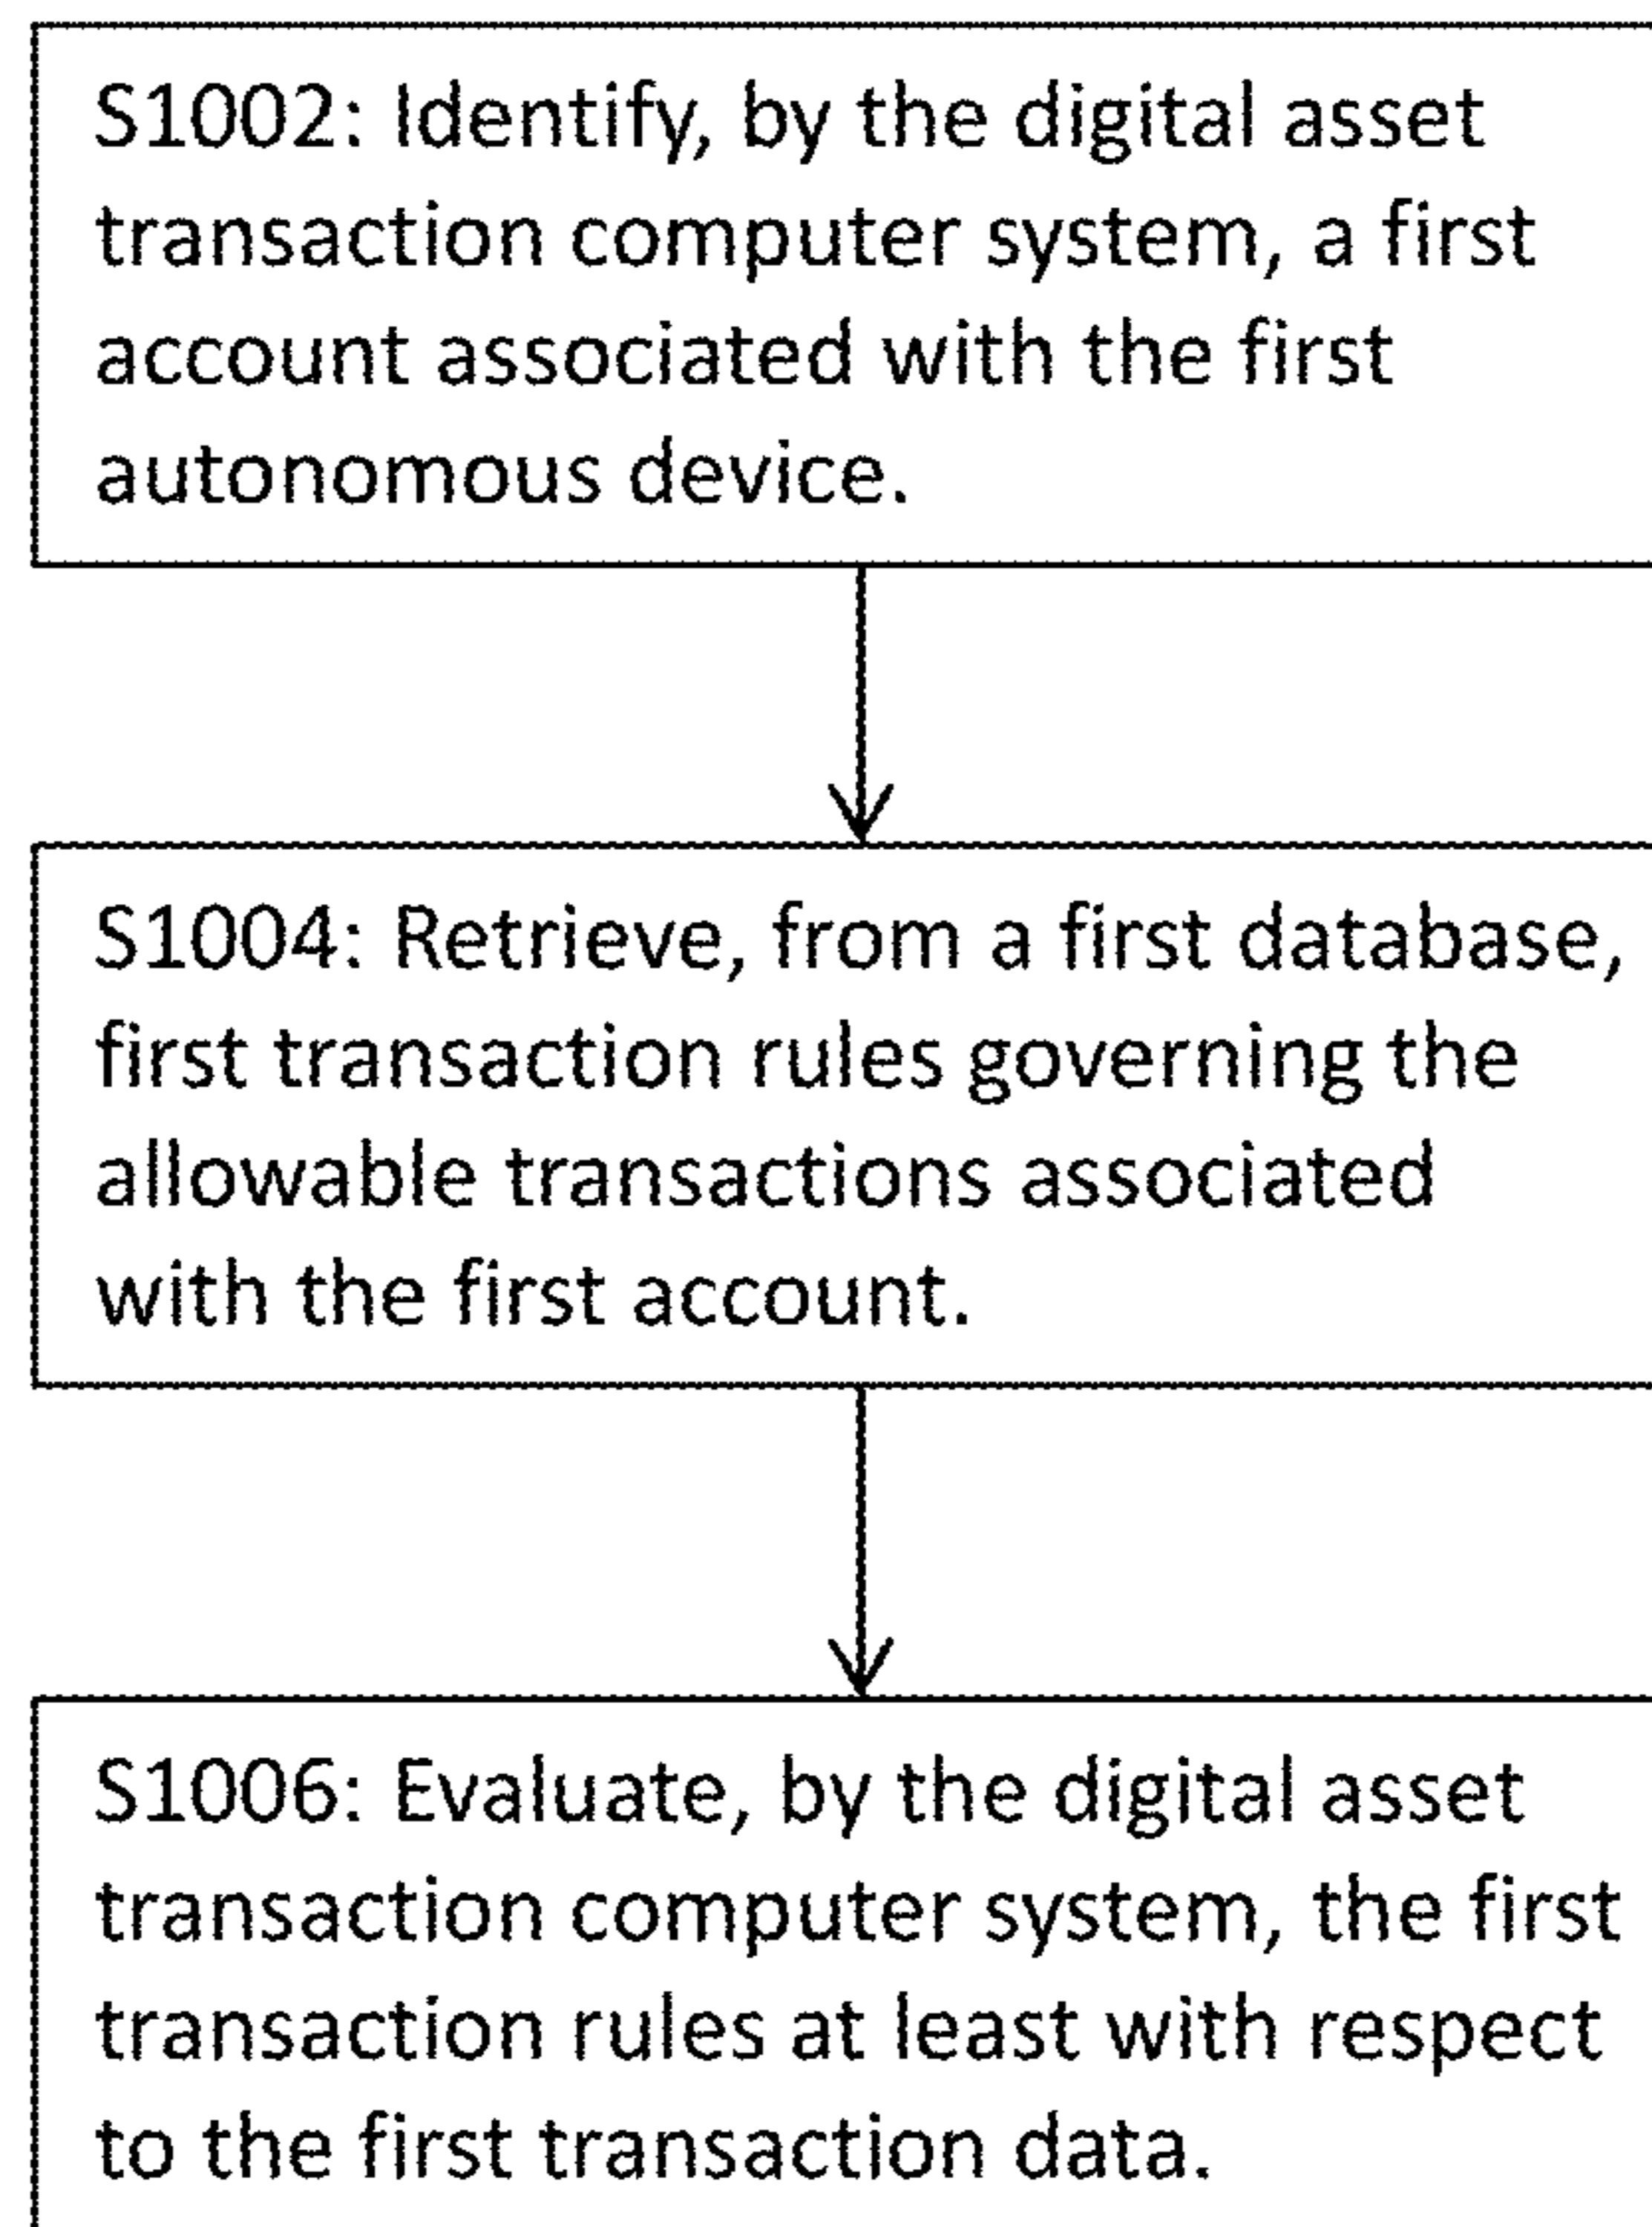 S1002: Identify, by the digital asset
transaction computer system, a first
account associated with the first
autonomous device.
S1004: Retrieve, from a first database,
first transaction rules governing the
allowable transactions associated
with the first account.
S1006: Evaluate, by the digital asset
transaction computer system, the first
transaction rules at least with respect
to the first transaction data.